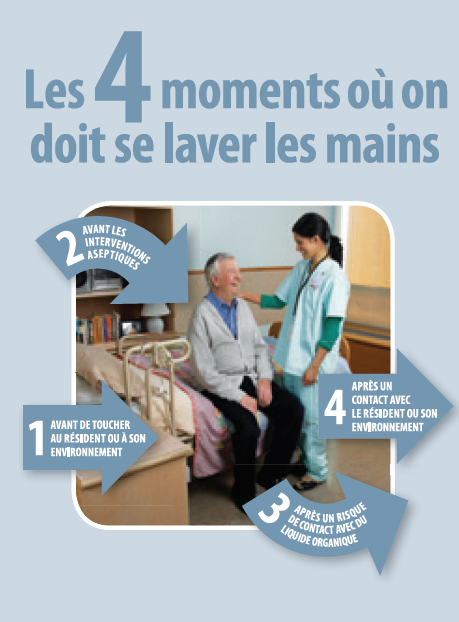 Les 4 moments où on
doit se laver les mains
2 AVANT LES
INTERVENTIONS
ASEPTIQUES
1 AVANT DE TOUCHER
AU RÉSIDENT OU À SON
ENVIRONNEMENT
4 APRÈS UN
CONTACT AVEC
LE RÉSIDENT OU SON
ENVIRONNEMENT
3 APRÈS UN RISQUE
DE CONTACT AVEC DU
LIQUIDE ORGANIQUE